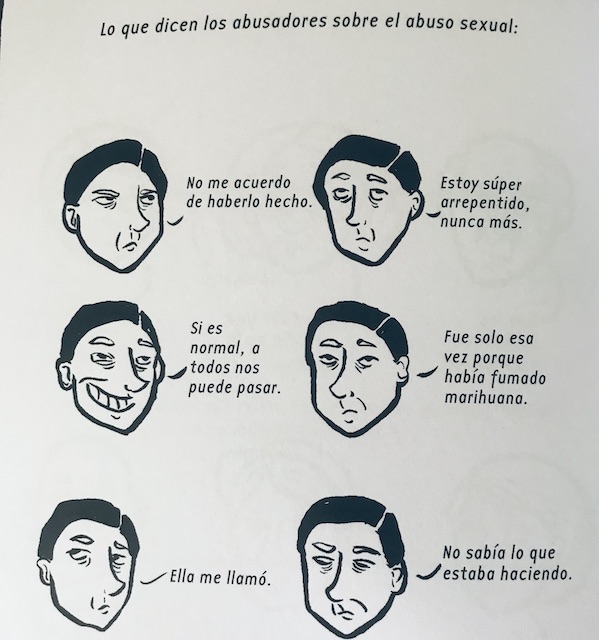 Lo que dicen los abusadores sobre el abuso sexual:
No me acuerdo
de haberlo hecho.
Estoy súper
arrepentido,
nunca más.
Si es
normal, a
todos nos
puede pasar.
Fue solo esa
vez porque
había fumado
marihuana.
Ella me llamó.
No sabía lo que
estaba haciendo.